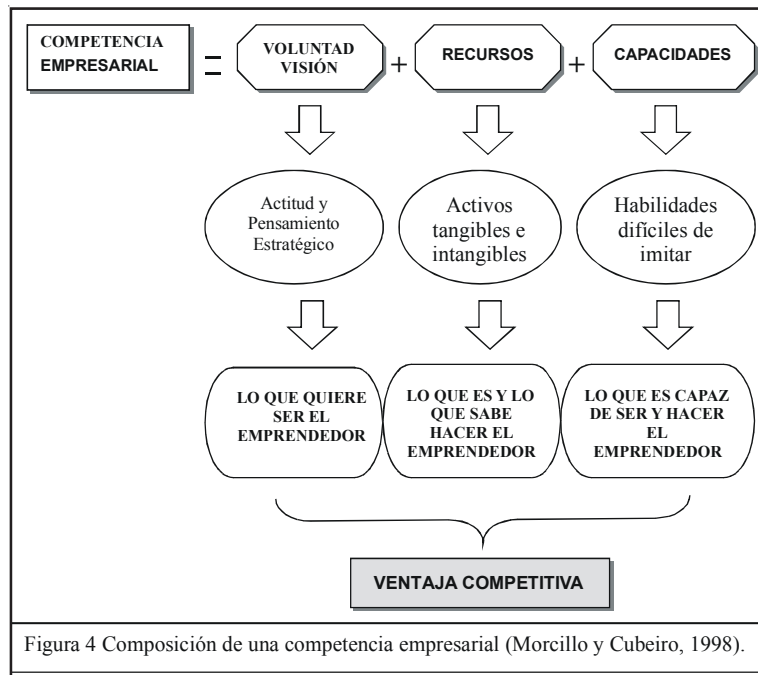 COMPETENCIA
EMPRESARIAL
=
VOLUNTAD
VISIÓN
+
RECURSOS
+
CAPACIDADES
Actitud y
Pensamiento
Estratégico
Activos
tangibles e
intangibles
Habilidades
difíciles de
imitar
LO QUE QUIERE
SER EL
EMPRENDEDOR
LO QUE ES Y LO
QUE SABE
HACER EL
EMPRENDEDOR
LO QUE ES CAPAZ
DE SER Y HACER
EL
EMPRENDEDOR
VENTAJA COMPETITIVA
Figura 4 Composición de una competencia empresarial (Morcillo y Cubeiro, 1998).